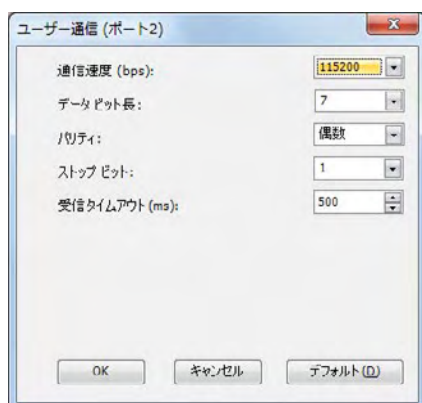 ユーザー通信 (ポート2)
通信速度 (bps): 115200
データ ビット長: 7
パリティ: 偶数
ストップ ビット: 1
受信タイムアウト (ms): 500
OK キャンセル デフォルト(D)